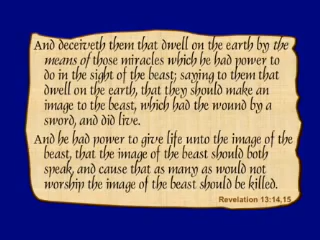 And deceiveth them that dwell on the earth by the
means of those miracles which he had power to
do in the sight of the beast; saying to them that
dwell on the earth, that they should make an
image to the beast, which had the wound by a
sword, and did live.
And he had power to give life unto the image of the
beast, that the image of the beast should both
speak, and cause that as many as would not
worship the image of the beast should be killed.
Revelation 13:14,15